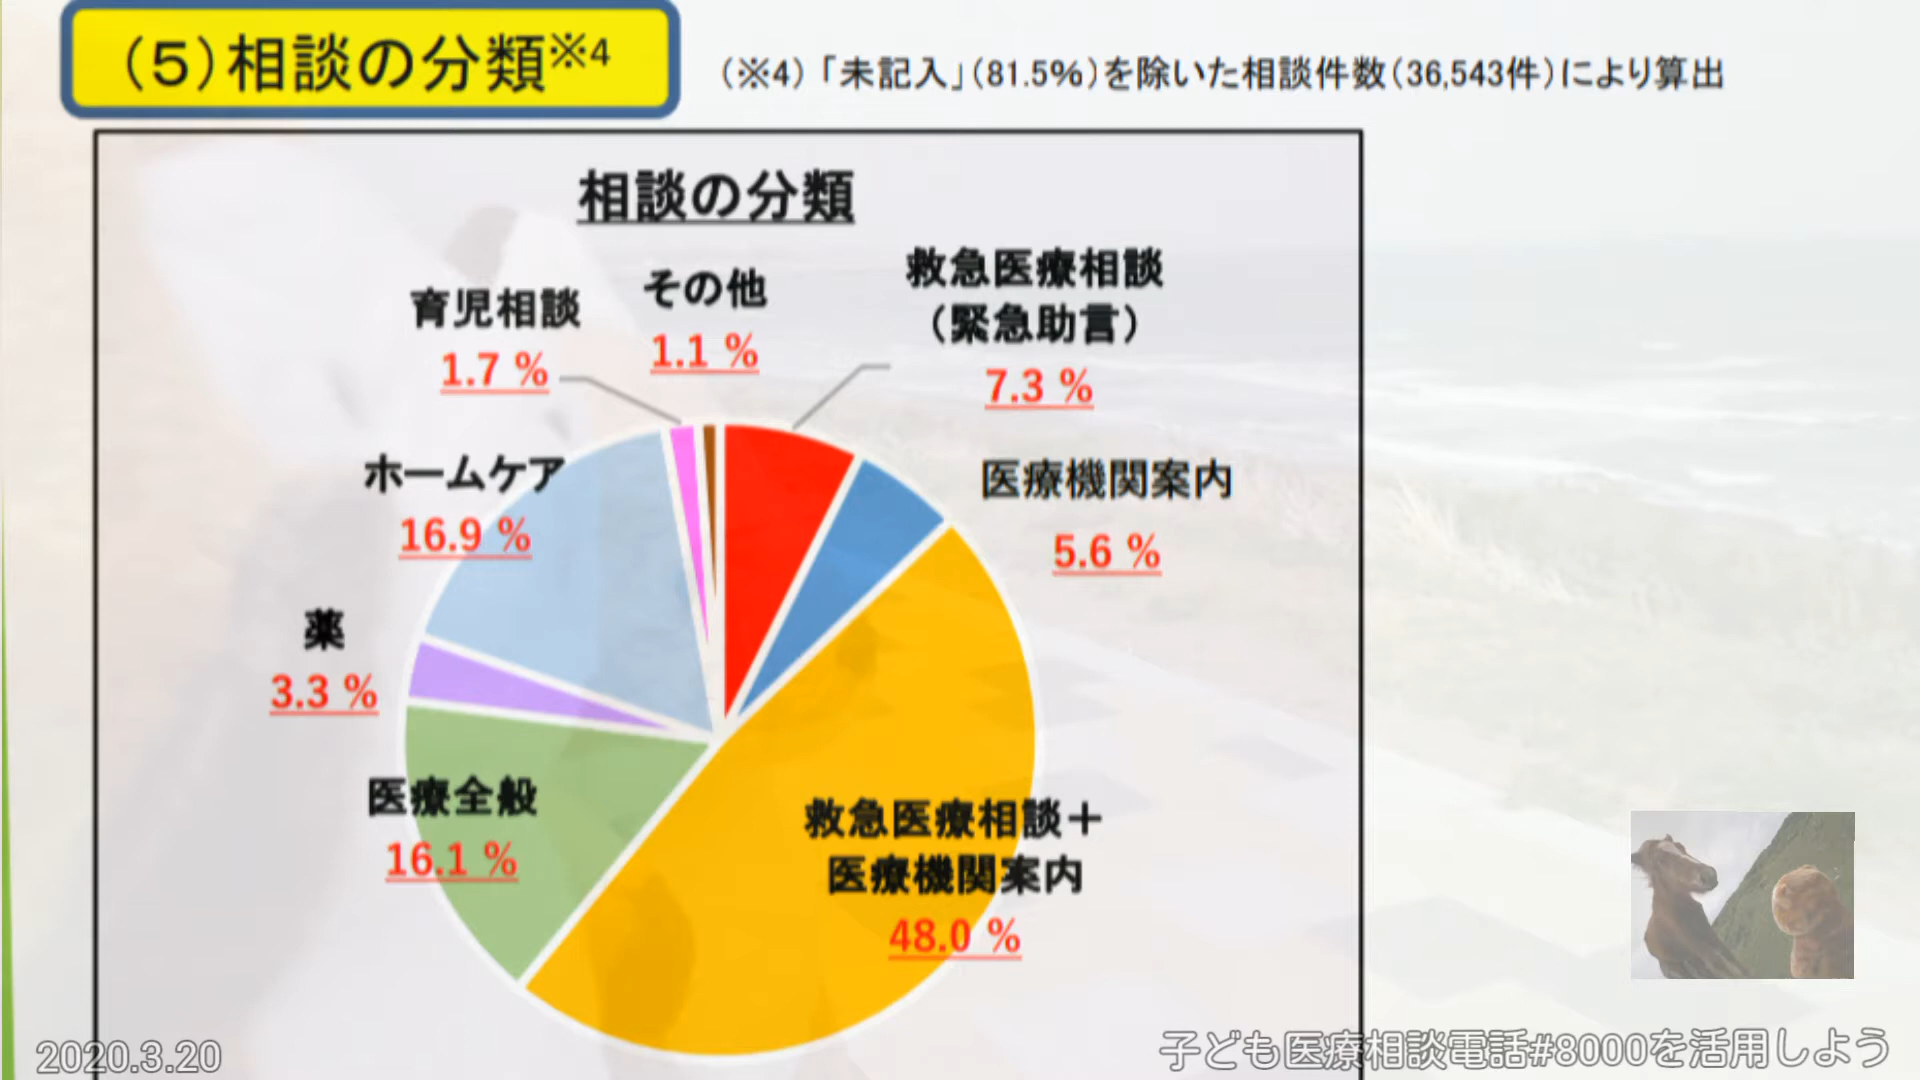 （５）相談の分類※4
（※4）「未記入」（81.5%）を除いた相談件数（36,543件）により算出
相談の分類
育児相談
1.7 %
その他
1.1 %
救急医療相談
（緊急助言）
7.3 %
ホームケア
16.9 %
医療機関案内
5.6 %
薬
3.3 %
医療全般
16.1 %
救急医療相談＋
医療機関案内
48.0 %
2020.3.20
子ども医療相談電話#8000を活用しよう